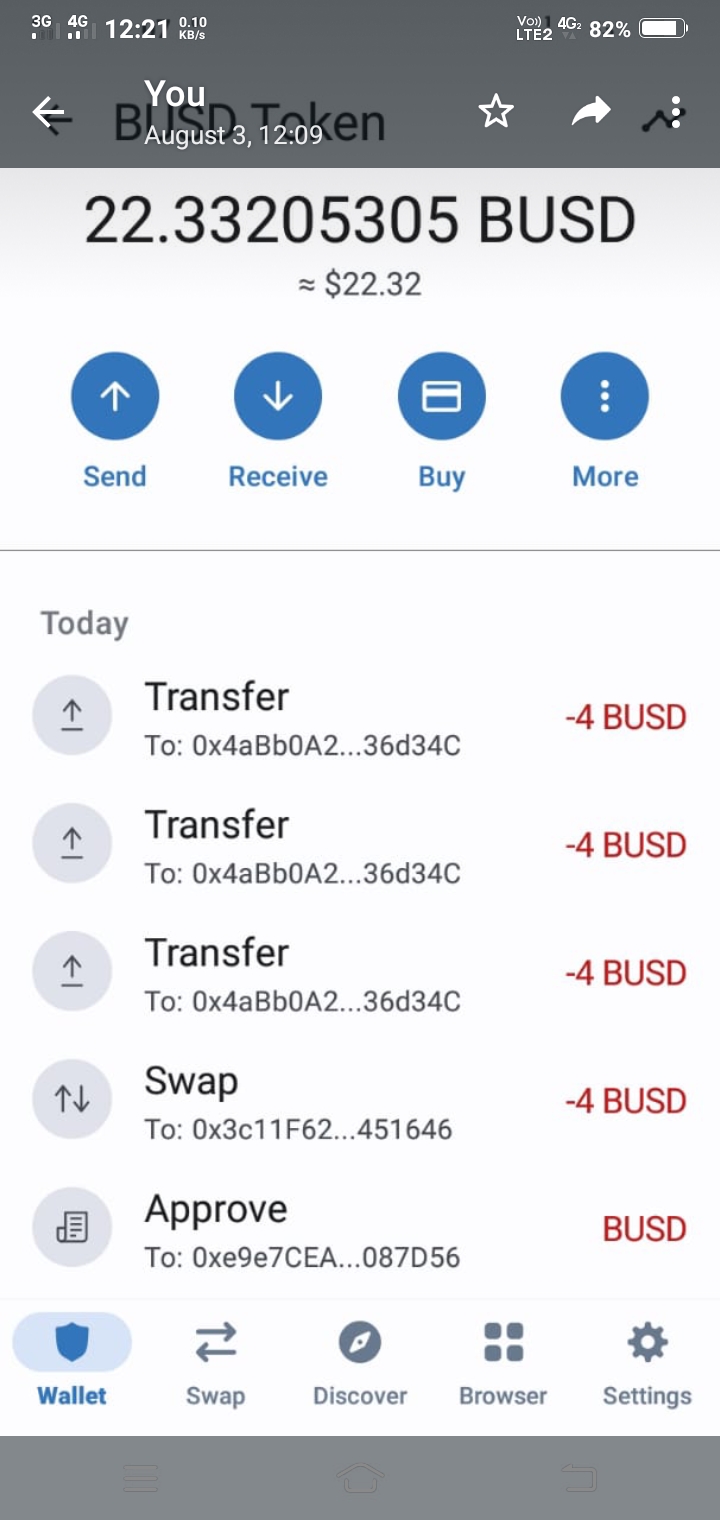 3G 4G 12:21 0.10 KB/s Vo)) 1 LTE2 4G2 82%
You
BUSD Token
August 3, 12:09
22.33205305 BUSD
≈ $22.32
Send Receive Buy More
Today
Transfer
-4 BUSD
To: 0x4aBb0A2...36d34C
Transfer
-4 BUSD
To: 0x4aBb0A2...36d34C
Transfer
-4 BUSD
To: 0x4aBb0A2...36d34C
Swap
-4 BUSD
To: 0x3c11F62...451646
Approve
BUSD
To: 0xe9e7CEA...087D56
Wallet Swap Discover Browser Settings